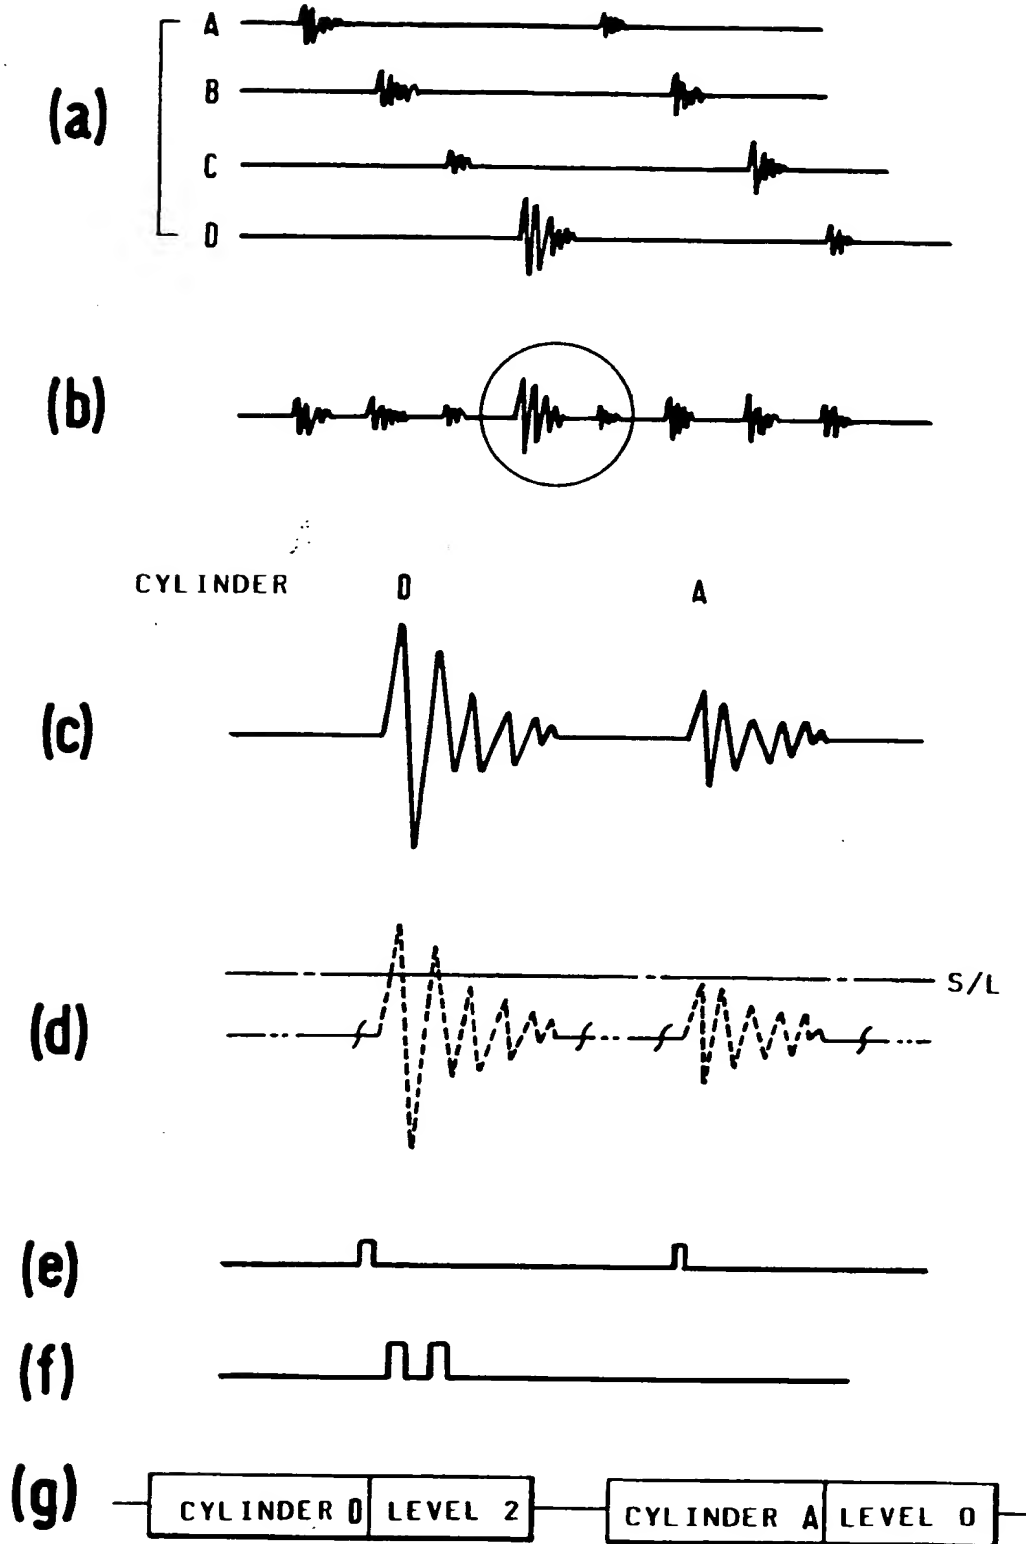 (a)
A
B
C
D
(b)
CYLINDER D A
(c)
(d)
S/L
(e)
(f)
(g)
CYLINDER D LEVEL 2 CYLINDER A LEVEL 0